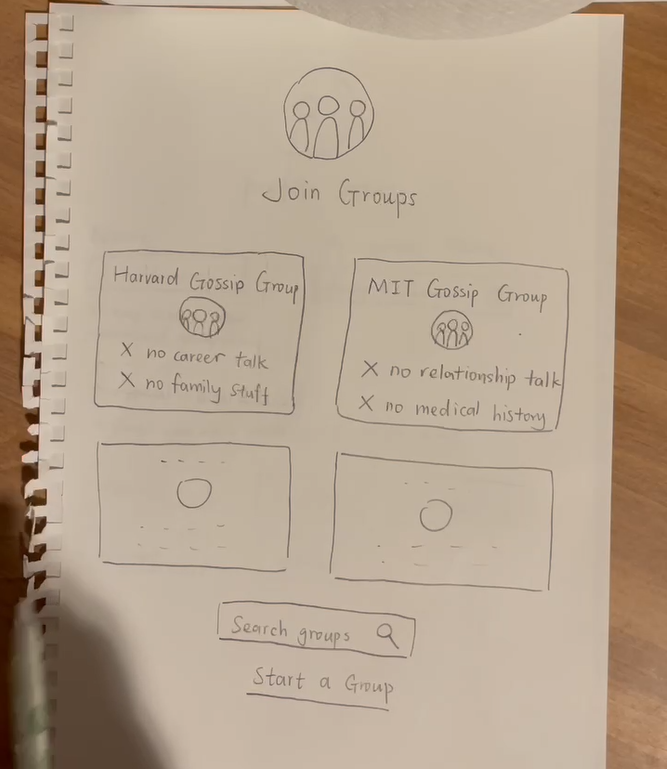 Join Groups
Harvard Gossip Group
X no career talk
X no family stuff
MIT Gossip Group
X no relationship talk
X no medical history
Search groups
Start a Group